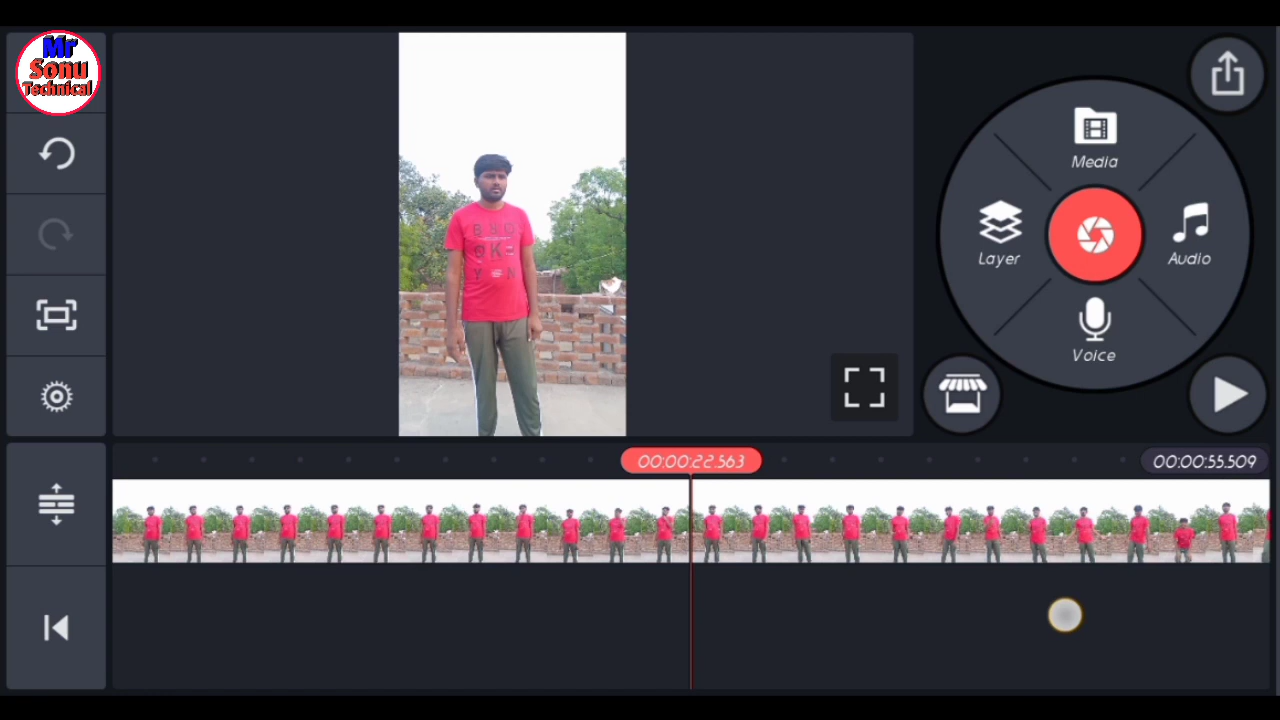 Mr
Sonu
Technical
Media
Layer
Audio
Voice
00:00:22.563
00:00:55.509